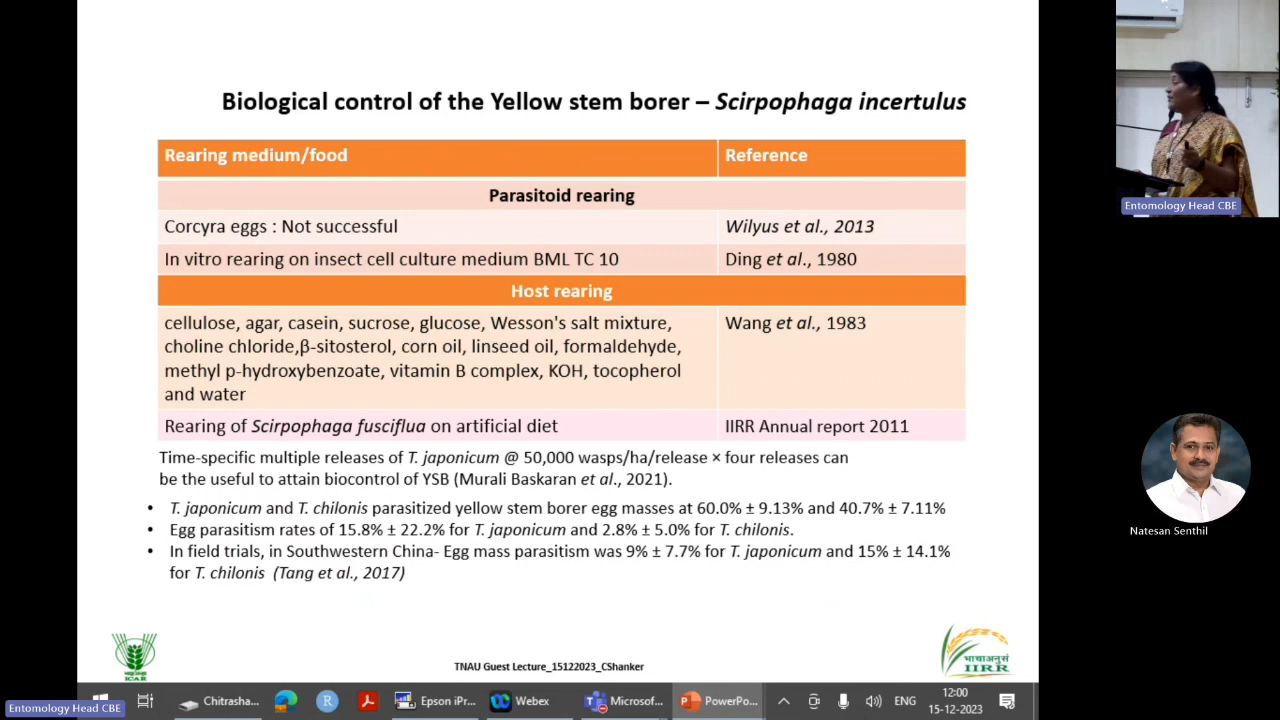 Biological control of the Yellow stem borer – Scirpophaga incertulus
Rearing medium/food
Reference
Parasitoid rearing
Corcyra eggs : Not successful
Wilyus et al., 2013
In vitro rearing on insect cell culture medium BML TC 10
Ding et al., 1980
Host rearing
cellulose, agar, casein, sucrose, glucose, Wesson's salt mixture,
choline chloride,β-sitosterol, corn oil, linseed oil, formaldehyde,
methyl p-hydroxybenzoate, vitamin B complex, KOH, tocopherol
and water
Wang et al., 1983
Rearing of Scirpophaga fusciflua on artificial diet
IIRR Annual report 2011
Time-specific multiple releases of T. japonicum @ 50,000 wasps/ha/release × four releases can
be the useful to attain biocontrol of YSB (Murali Baskaran et al., 2021).
• T. japonicum and T. chilonis parasitized yellow stem borer egg masses at 60.0% ± 9.13% and 40.7% ± 7.11%
• Egg parasitism rates of 15.8% ± 22.2% for T. japonicum and 2.8% ± 5.0% for T. chilonis.
• In field trials, in Southwestern China- Egg mass parasitism was 9% ± 7.7% for T. japonicum and 15% ± 14.1%
for T. chilonis (Tang et al., 2017)
ICAR
TNAU Guest Lecture_15122023_CShanker
IIRR
Entomology Head CBE
Natesan Senthil
Entomology Head CBE
Chitrasha...
R
Epson iPr...
Webex
Microsof...
PowerPo...
ENG
12:00
15-12-2023